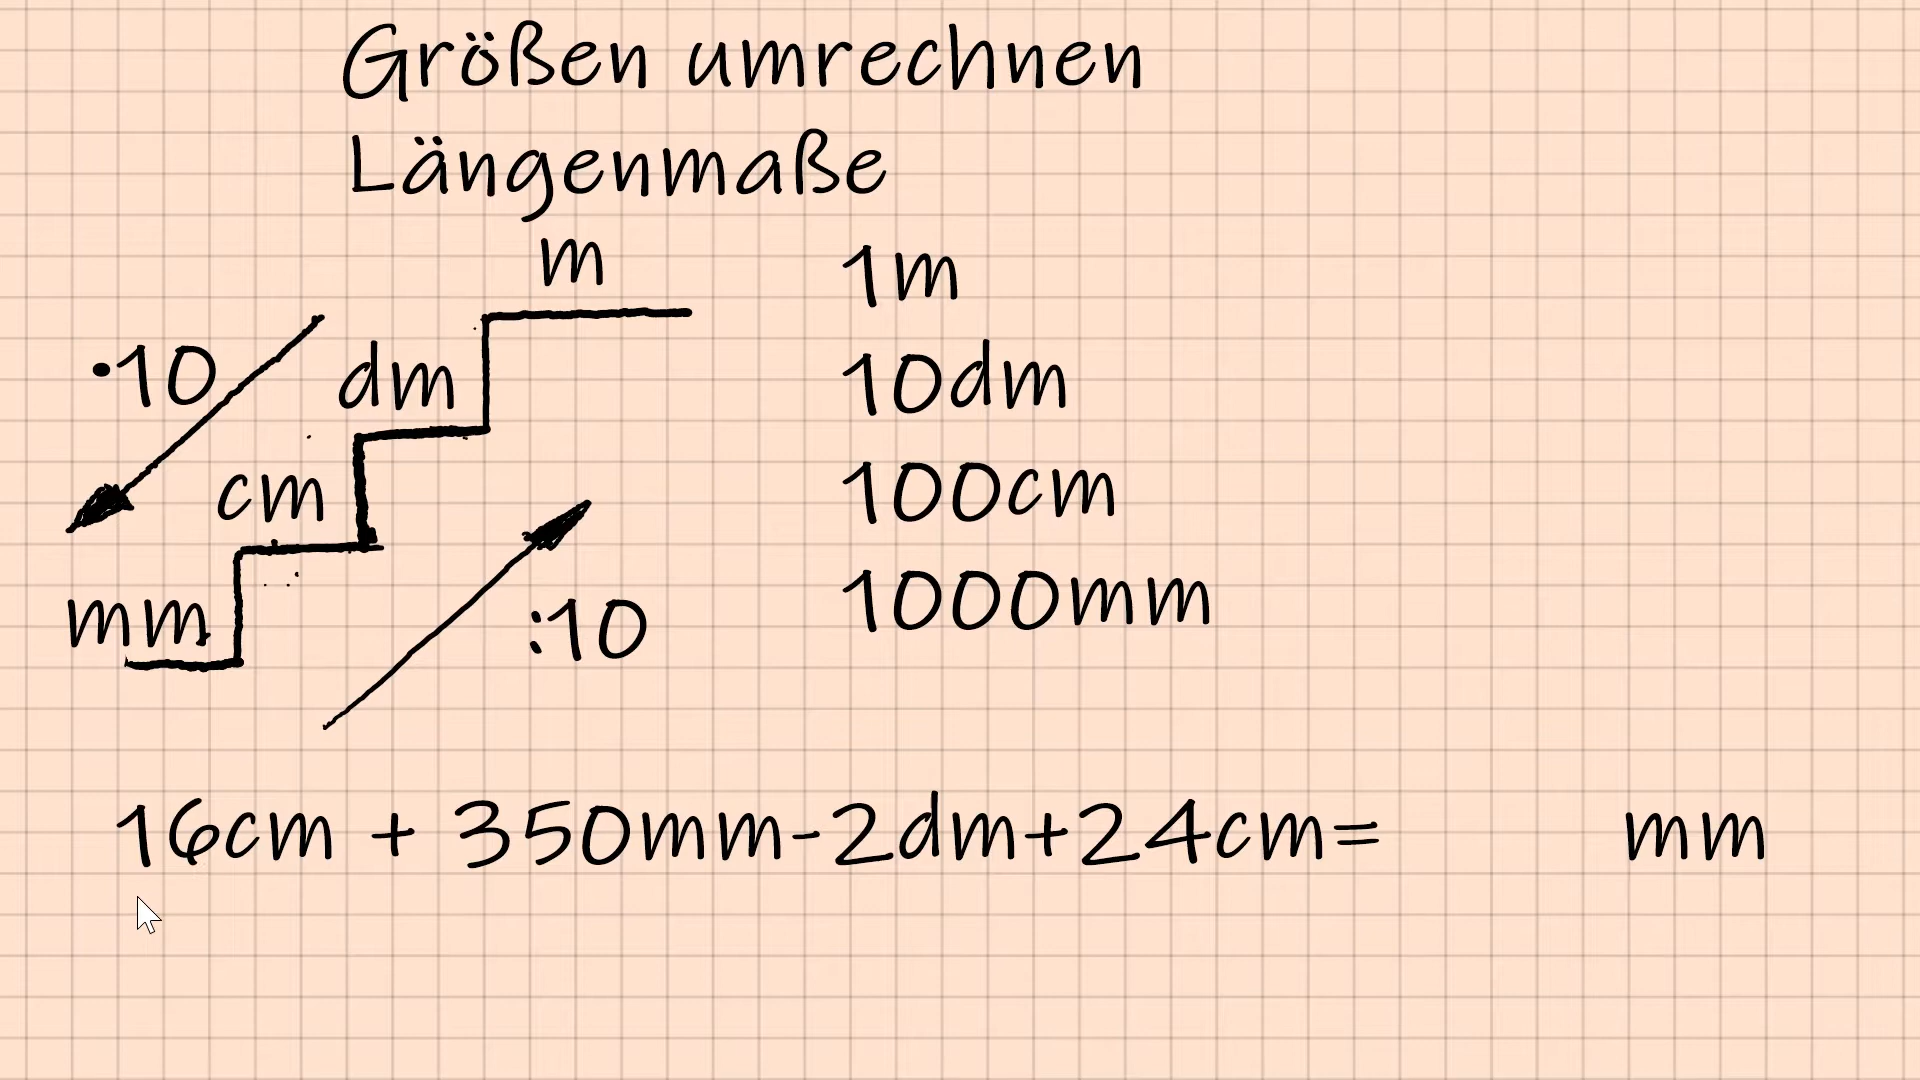 Größen umrechnen
Längenmaße
m
dm
cm
mm
·10
:10
1m
10dm
100cm
1000mm
16cm + 350mm-2dm+24cm= mm